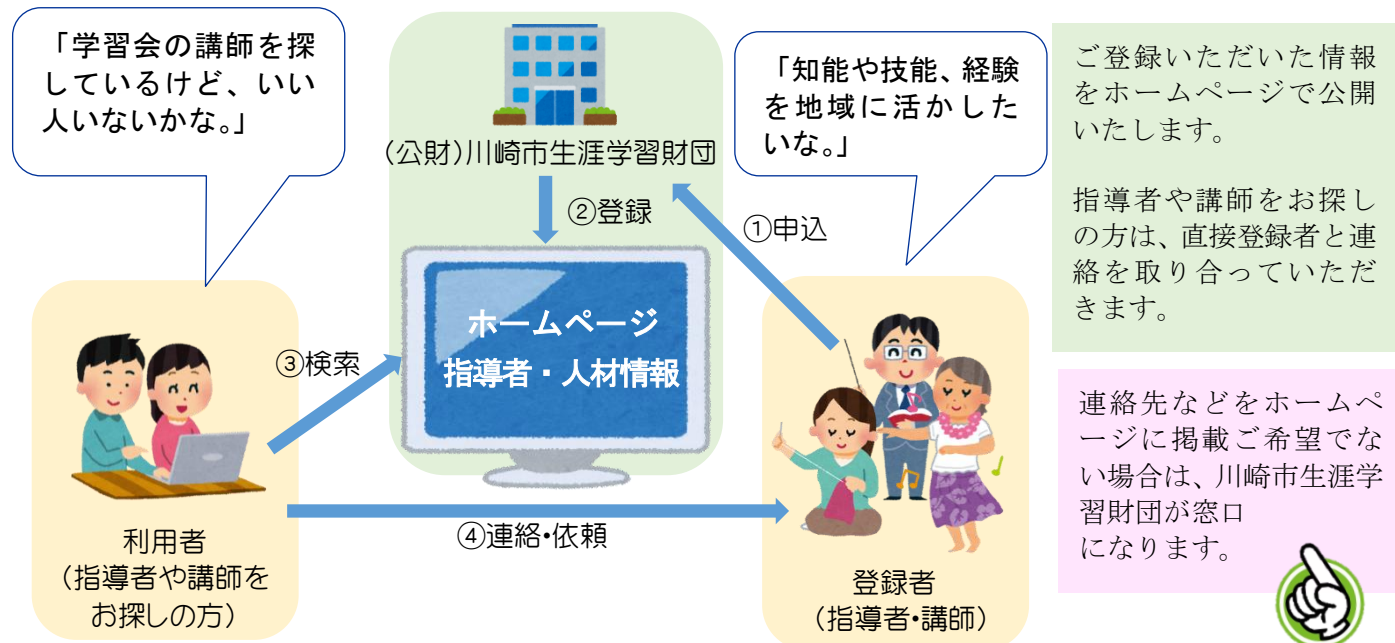 「学習会の講師を探
しているけど、いい
人いないかな。」
(公財)川崎市生涯学習財団
②登録
「知能や技能、経験
を地域に活かした
いな。」
①申込
ホームページ
指導者・人材情報
③検索
④連絡・依頼
利用者
(指導者や講師を
お探しの方)
登録者
(指導者・講師)
ご登録いただいた情報
をホームページで公開
いたします。
指導者や講師をお探し
の方は、直接登録者と連
絡を取り合っていただ
きます。
連絡先などをホームペ
ージに掲載ご希望でな
い場合は、川崎市生涯学
習財団が窓口
になります。